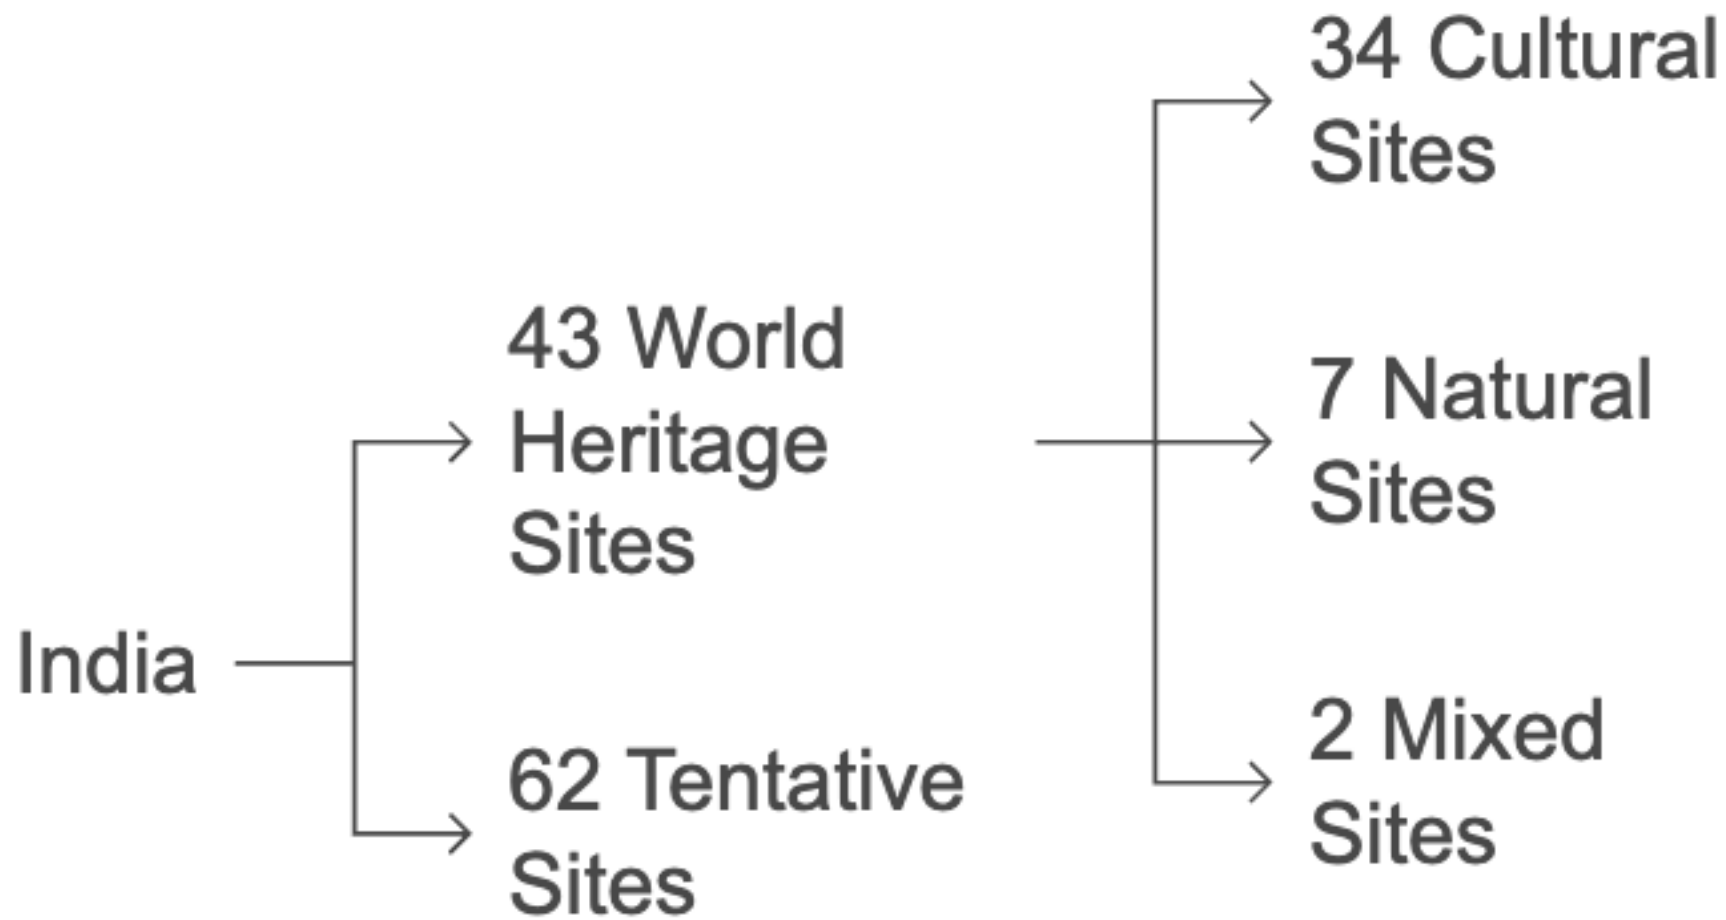 India
43 World
Heritage
Sites
62 Tentative
Sites
34 Cultural
Sites
7 Natural
Sites
2 Mixed
Sites